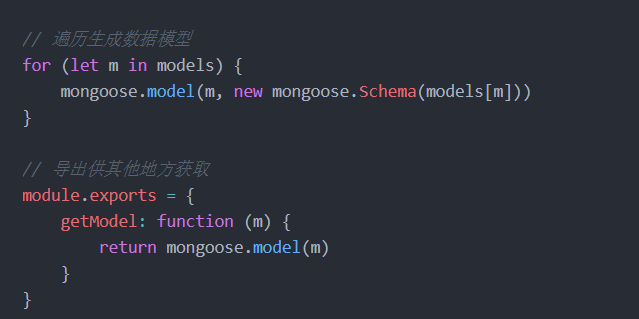 // 遍历生成数据模型
for (let m in models) {
    mongoose.model(m, new mongoose.Schema(models[m]))
}
// 导出供其他地方获取
module.exports = {
    getModel: function (m) {
        return mongoose.model(m)
    }
}